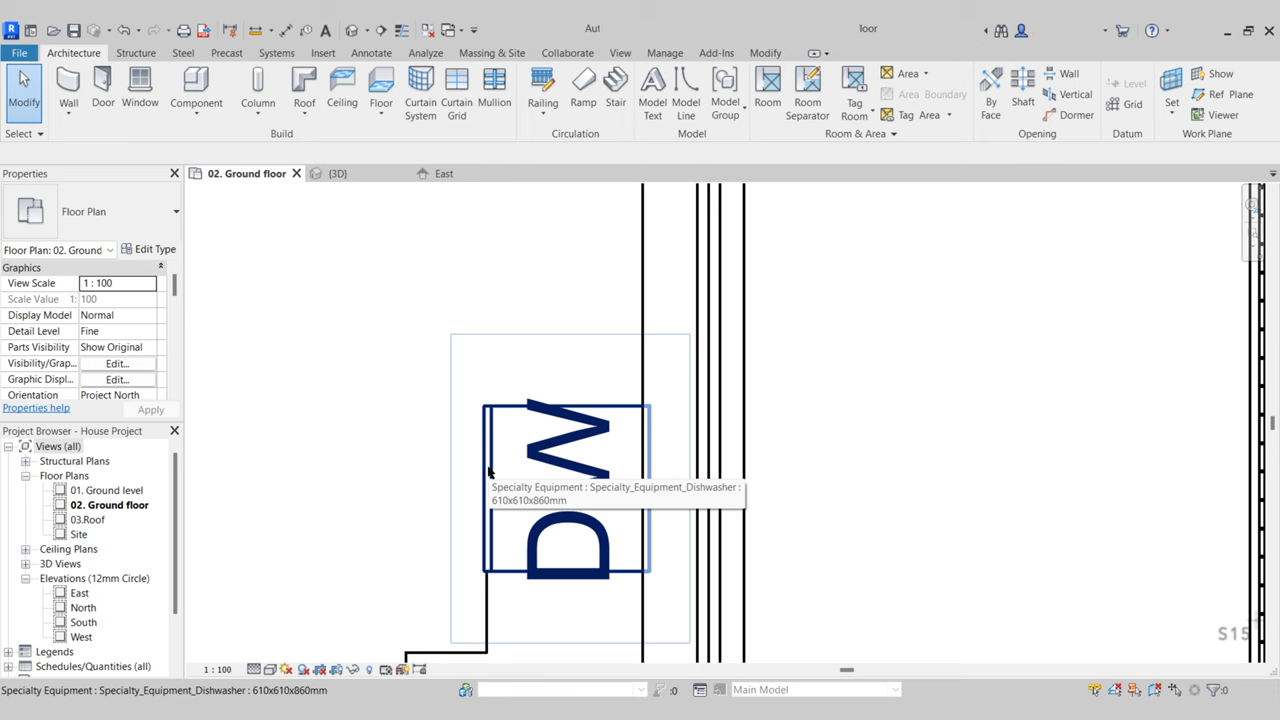 Aut
loor
File Architecture Structure Steel Precast Systems Insert Annotate Analyze Massing & Site Collaborate View Manage Add-Ins Modify
Modify Wall Door Window Component Column Roof Ceiling Floor Curtain System Curtain Grid Mullion Railing Ramp Stair Model Text Model Line Model Group Room Room Separator Tag Room Area Area Boundary Tag Area By Face Shaft Wall Vertical Dormer Level Grid Set Show Ref Plane Viewer
Select Build Circulation Model Room & Area Opening Datum Work Plane
Properties
02. Ground floor {3D} East
Floor Plan
Floor Plan: 02. Ground Edit Type
Graphics
View Scale 1 : 100
Scale Value 1: 100
Display Model Normal
Detail Level Fine
Parts Visibility Show Original
Visibility/Grap... Edit...
Graphic Displ... Edit...
Orientation Project North
Properties help Apply
Project Browser - House Project
Views (all)
Structural Plans
Floor Plans
01. Ground level
02. Ground floor
03.Roof
Site
Ceiling Plans
3D Views
Elevations (12mm Circle)
East
North
South
West
Legends
Schedules/Quantities (all)
DW
Specialty Equipment : Specialty_Equipment_Dishwasher :
610x610x860mm
S15
1 : 100
Specialty Equipment : Specialty_Equipment_Dishwasher : 610x610x860mm :0 Main Model :0